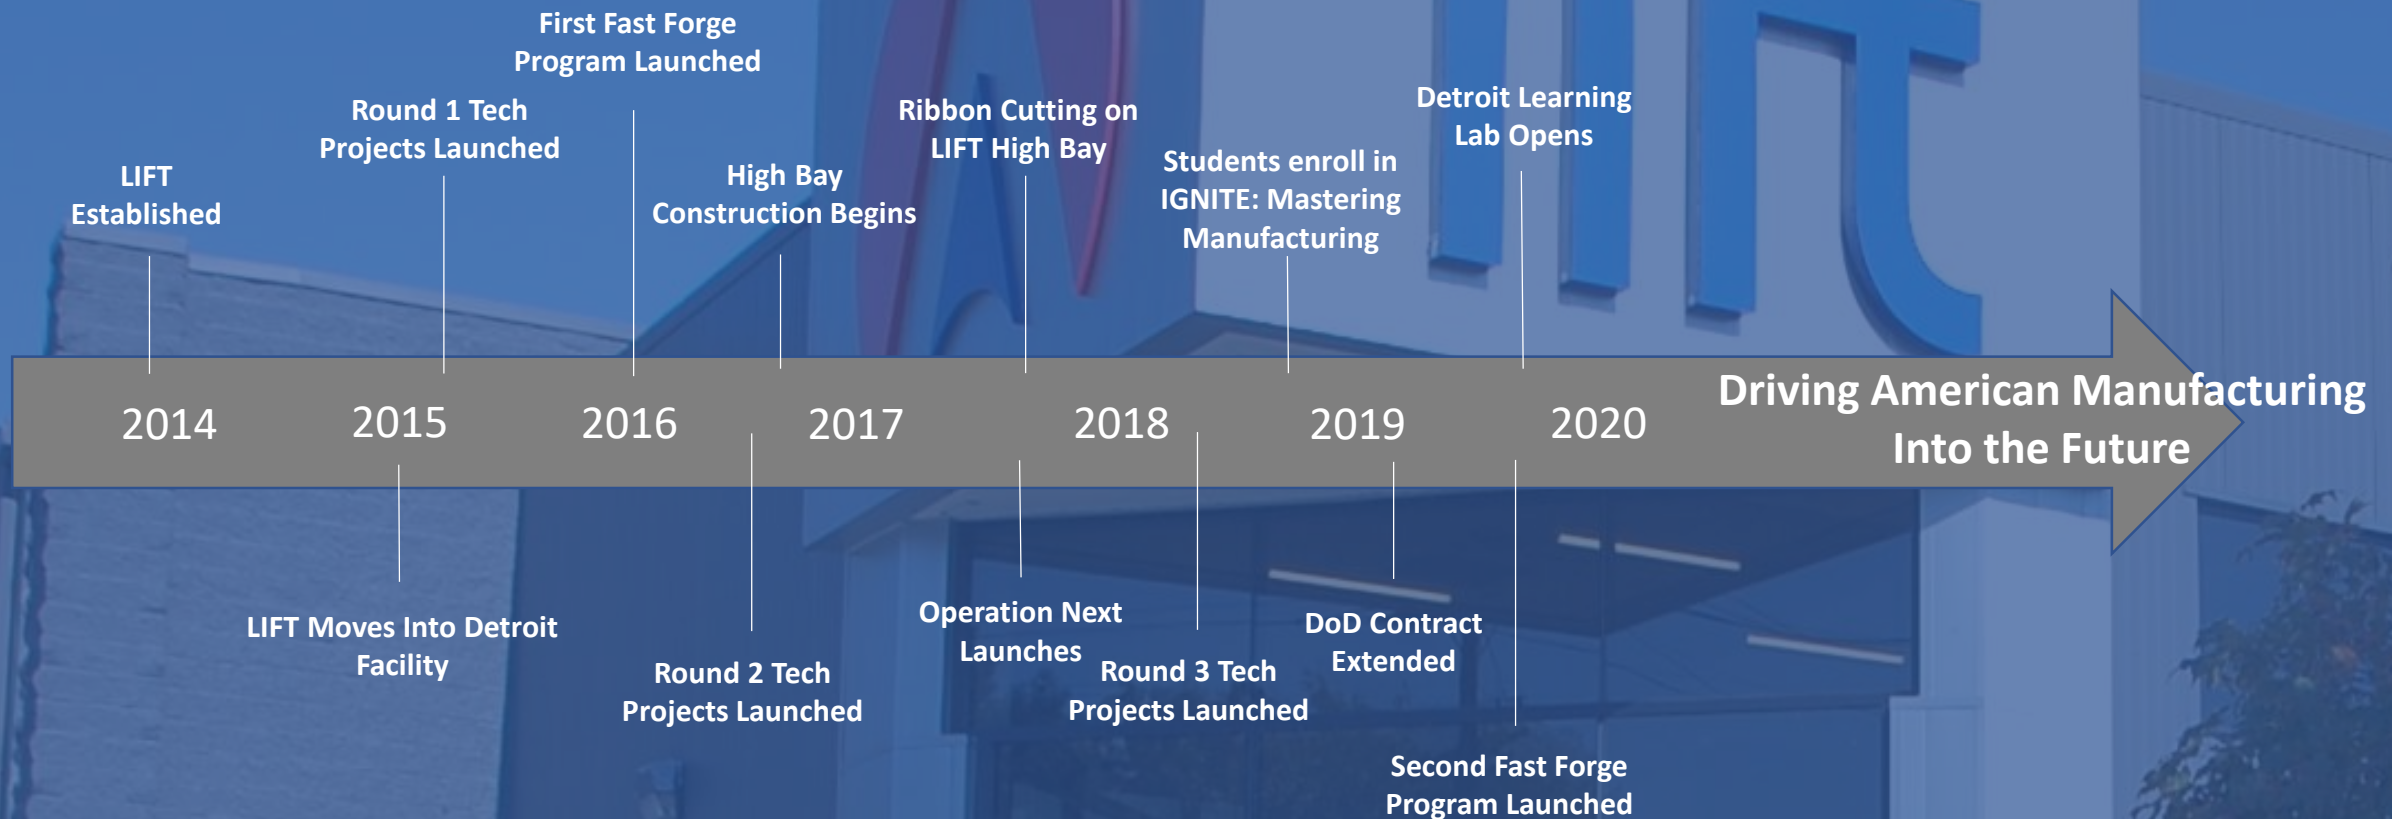 First Fast Forge
Program Launched
Round 1 Tech
Projects Launched
LIFT
Established
High Bay
Construction Begins
Ribbon Cutting on
LIFT High Bay
Students enroll in
IGNITE: Mastering
Manufacturing
Detroit Learning
Lab Opens
lift
2014
2015
2016
2017
2018
2019
2020
Driving American Manufacturing
Into the Future
LIFT Moves Into Detroit
Facility
Round 2 Tech
Projects Launched
Operation Next
Launches
Round 3 Tech
Projects Launched
DoD Contract
Extended
Second Fast Forge
Program Launched